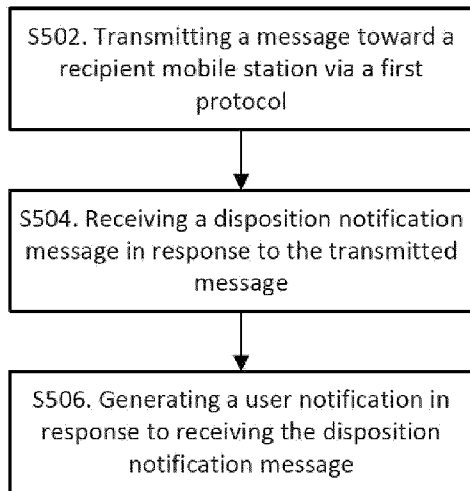 S502. Transmitting a message toward a
recipient mobile station via a first
protocol
S504. Receiving a disposition notification
message in response to the transmitted
message
S506. Generating a user notification in
response to receiving the disposition
notification message